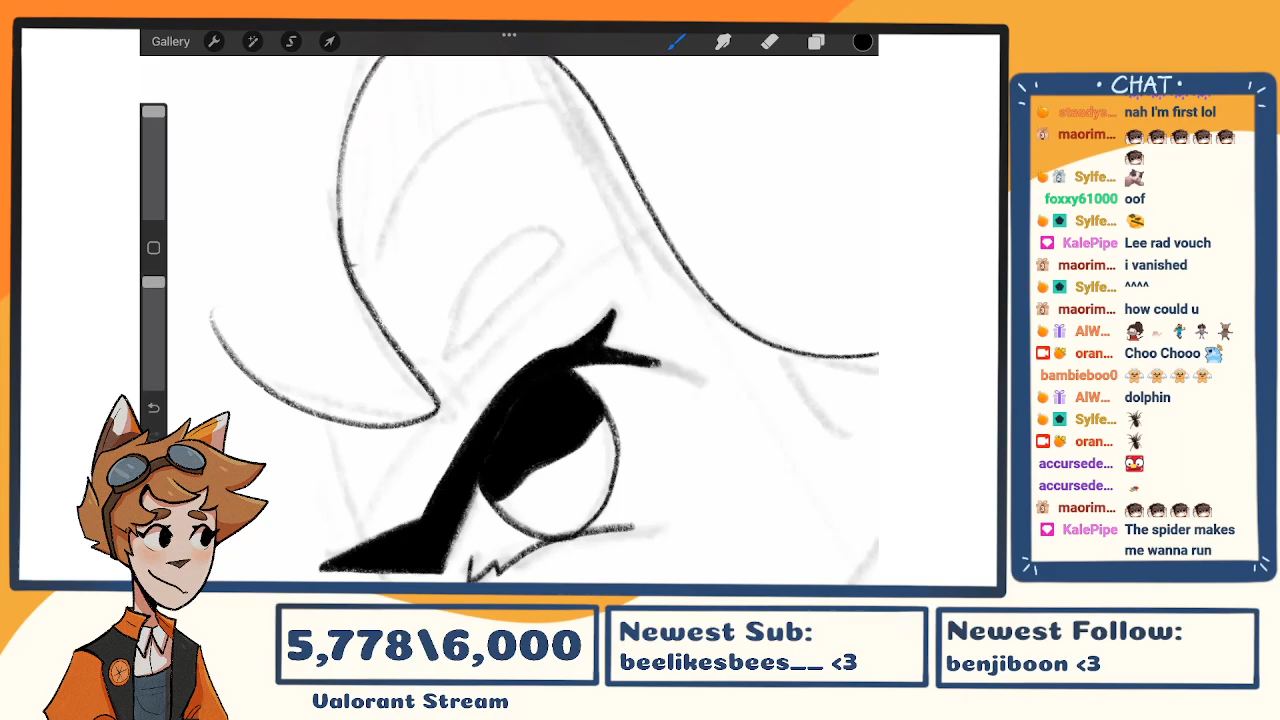 Gallery
CHAT
steadys... nah I'm first lol
maorim...
Sylfe...
foxxy61000 oof
Sylfe...
KalePipe Lee rad vouch
maorim... i vanished
Sylfe... ^^^^
maorim... how could u
AlW...
oran... Choo Chooo
bambieboo0
AlW... dolphin
Sylfe...
oran...
accursede...
accursede...
maorim...
KalePipe The spider makes
me wanna run
5,778\6,000
Valorant Stream
Newest Sub:
beelikesbees__ <3
Newest Follow:
benjiboon <3